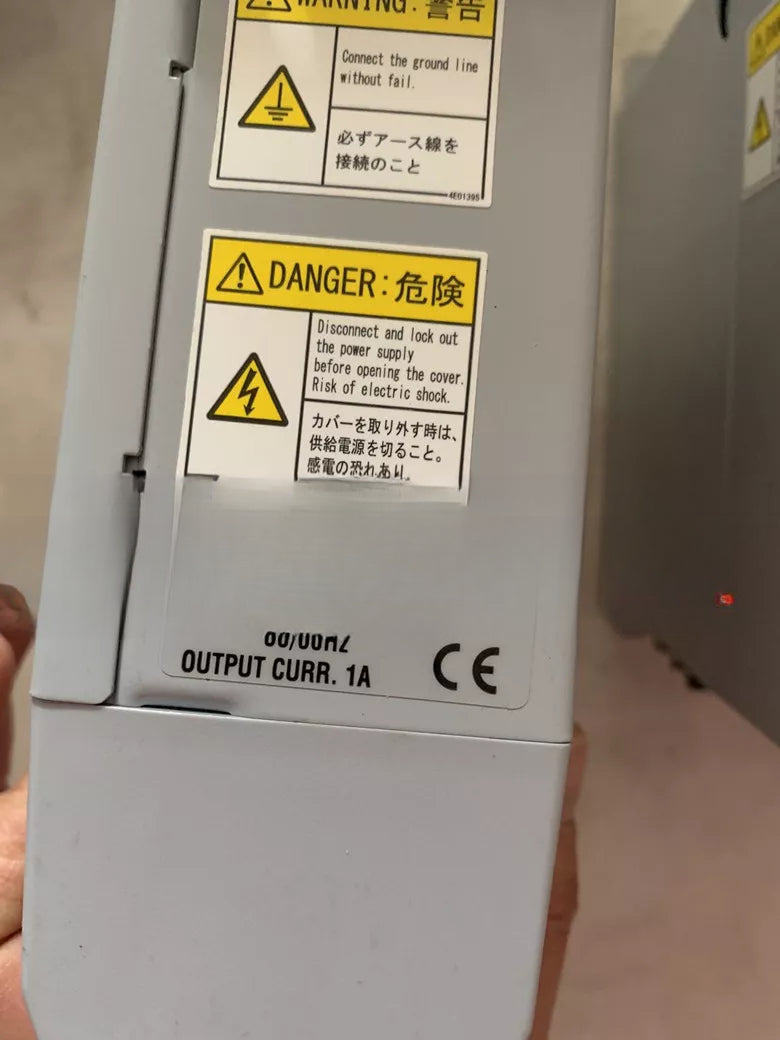 WARNING:警告
Connect the ground line
without fail.
必ずアース線を
接続のこと
4E01395
DANGER:危険
Disconnect and lock out
the power supply
before opening the cover.
Risk of electric shock.
カバーを取り外す時は、
供給電源を切ること。
感電の恐れあり。
OUTPUT CURR. 1A
CE